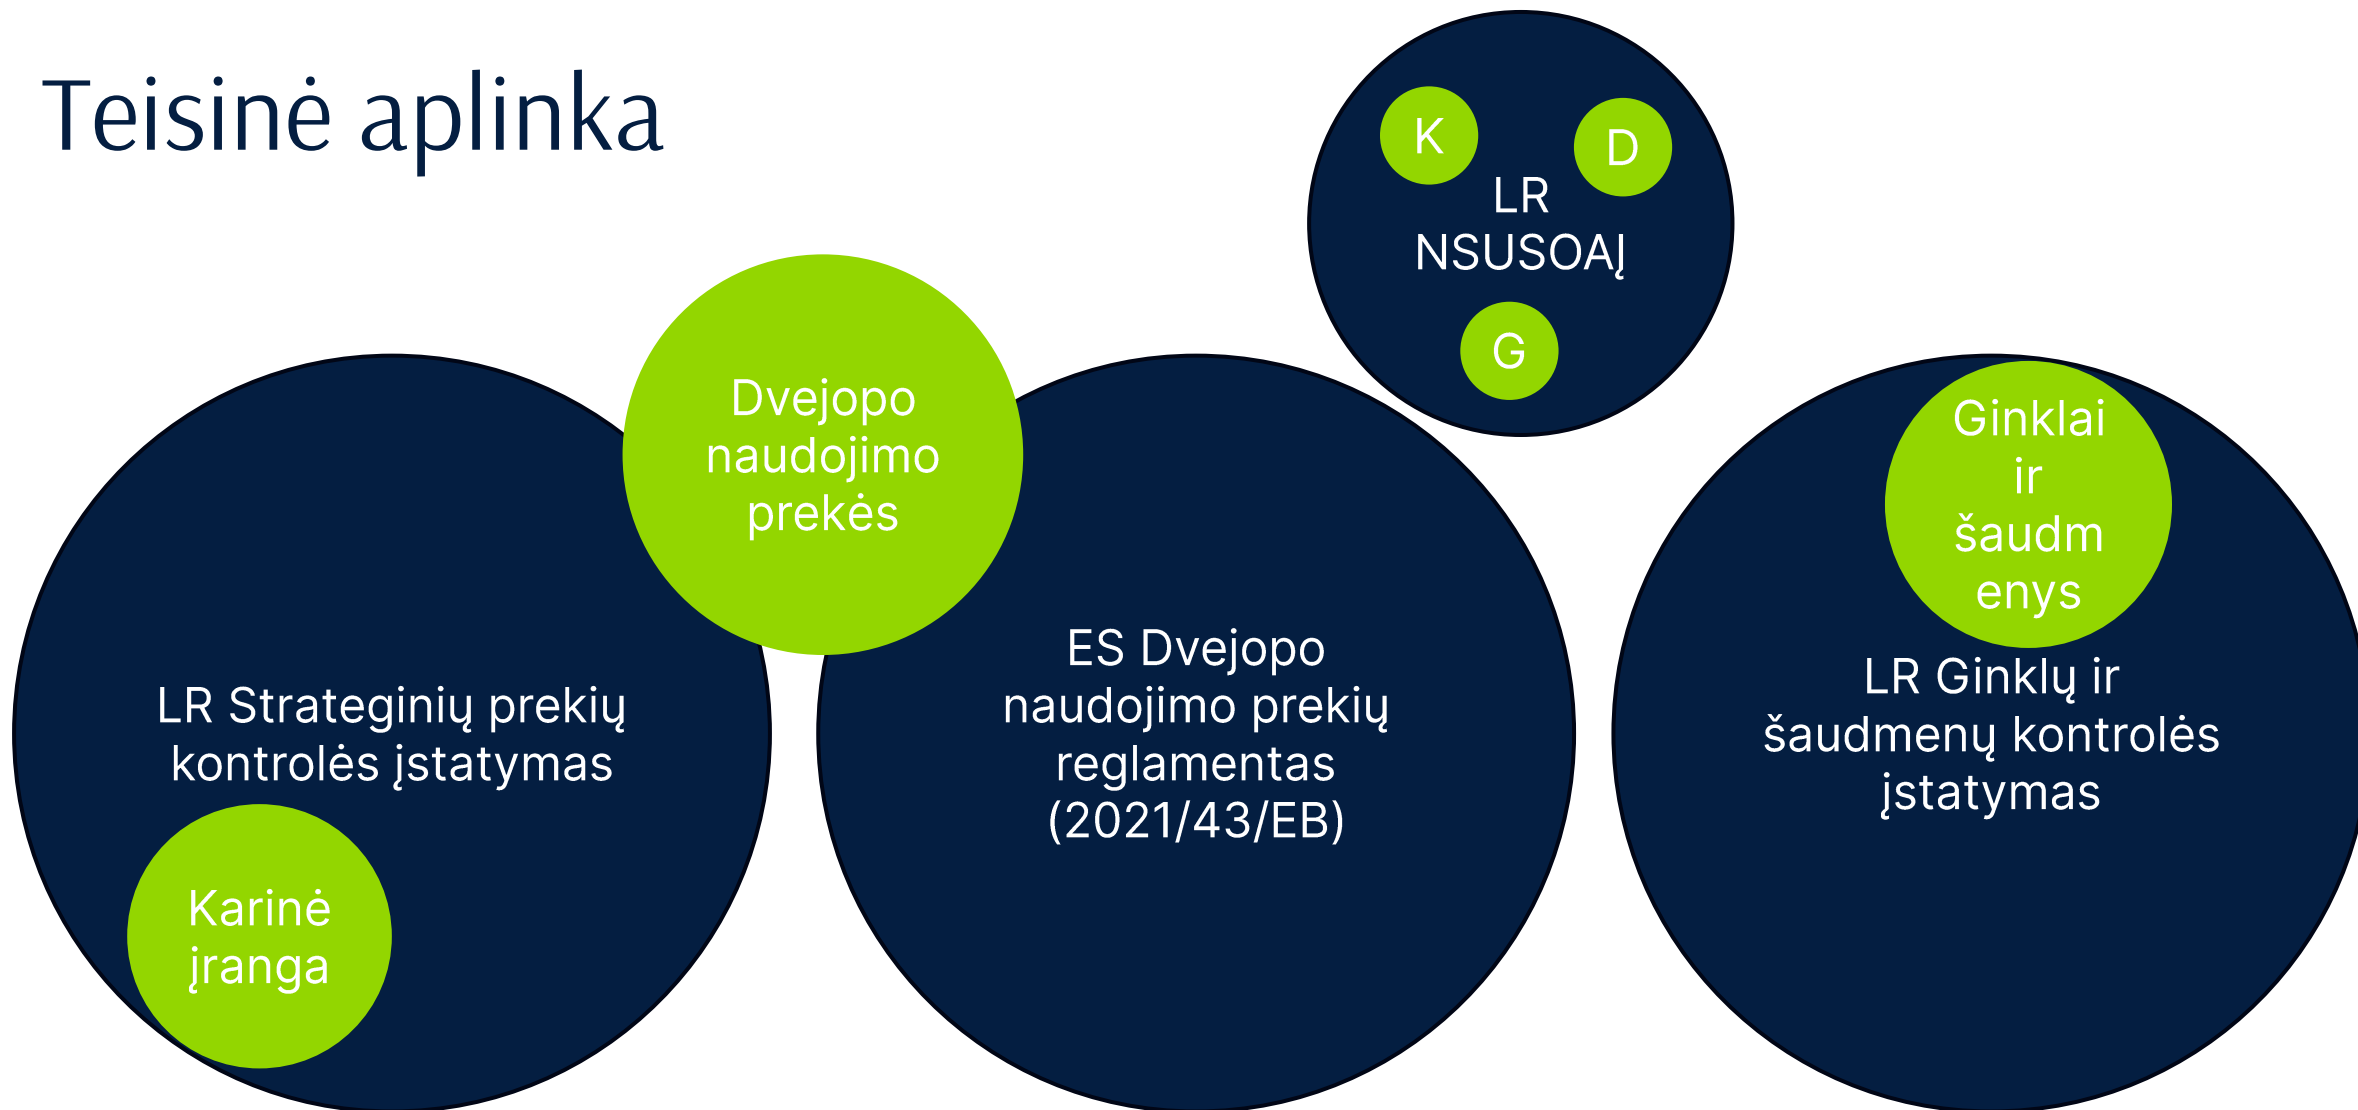 Teisinė aplinka
K
D
LR
NSUSOAĮ
G
Dvejopo
naudojimo
prekės
Ginklai
ir
šaudm
enys
LR Strateginių prekių
kontrolės įstatymas
Karinė
įranga
ES Dvejopo
naudojimo prekių
reglamentas
(2021/43/EB)
LR Ginklų ir
šaudmenų kontrolės
įstatymas